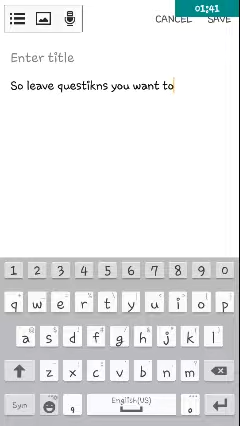 01:41
CANCEL SAVE
Enter title
So leave questikns you want to
1 2 3 4 5 6 7 8 9 0
q w e r t y u i o p
a s d f g h j k l
z x c v b n m
Sym , English(US) .